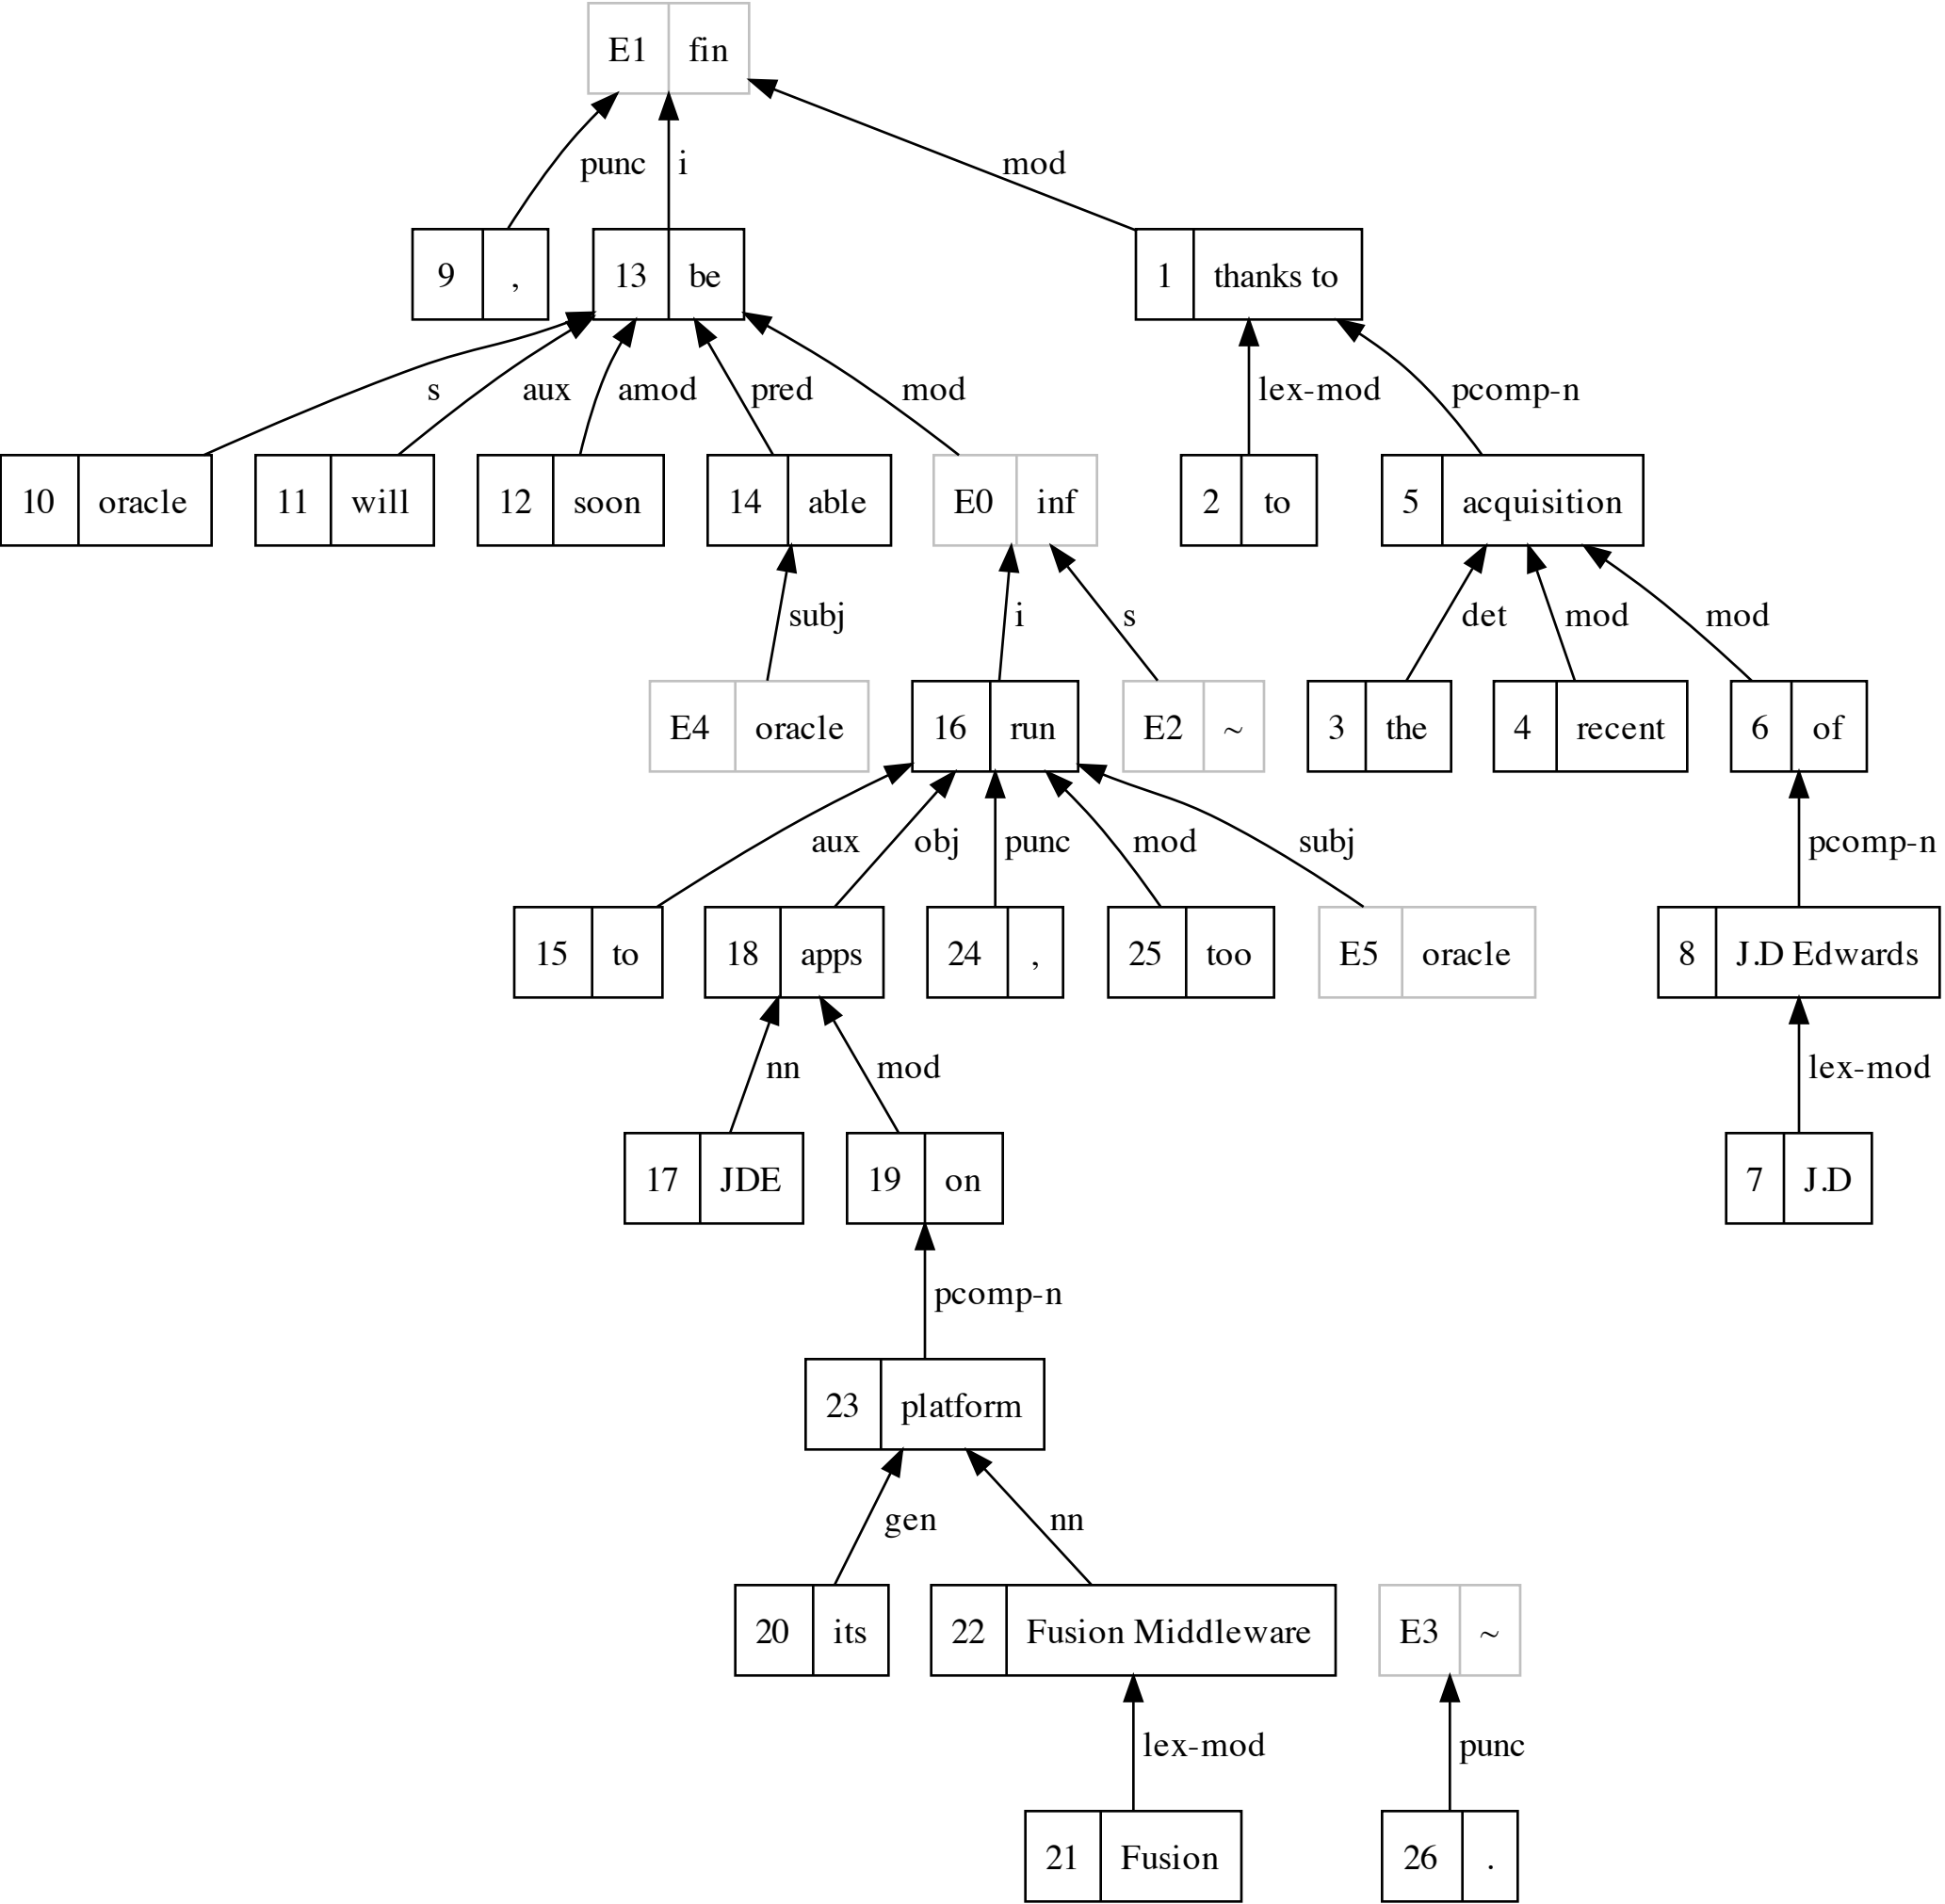 E1 fin
punc i mod
9 , 13 be 1 thanks to
s aux amod pred mod lex-mod pcomp-n
10 oracle 11 will 12 soon 14 able E0 inf 2 to 5 acquisition
subj i s det mod mod
E4 oracle 16 run E2 ~ 3 the 4 recent 6 of
aux obj punc mod subj pcomp-n
15 to 18 apps 24 , 25 too E5 oracle 8 J.D Edwards
nn mod lex-mod
17 JDE 19 on 7 J.D
pcomp-n
23 platform
gen nn
20 its 22 Fusion Middleware E3 ~
lex-mod punc
21 Fusion 26 .